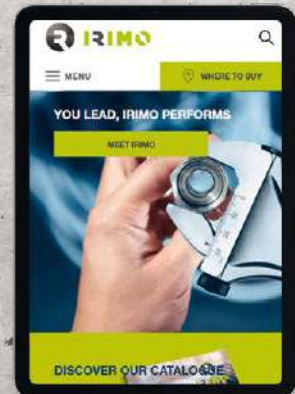 IRIMO
MENU
WHERE TO BUY
YOU LEAD, IRIMO PERFORMS
MEET IRIMO
DISCOVER OUR CATALOGUE